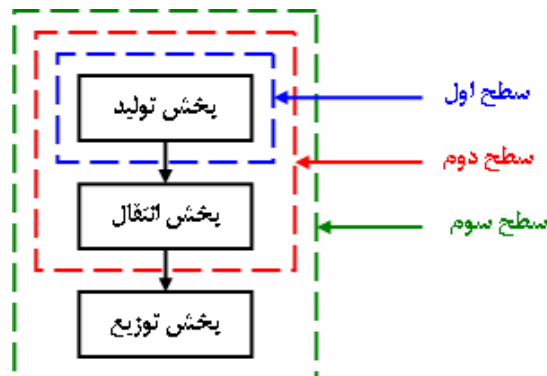 بخش تولید
سطح اول
سطح دوم
بخش انتقال
سطح سوم
بخش توزیع